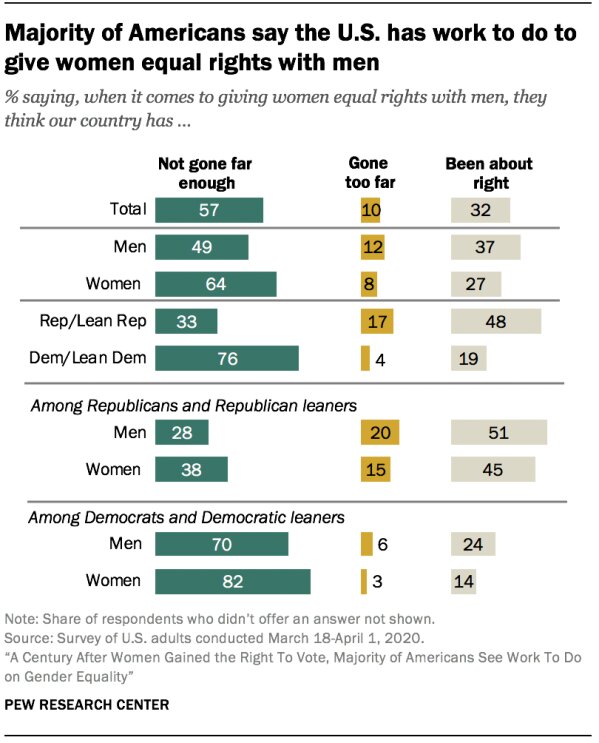 Majority of Americans say the U.S. has work to do to
give women equal rights with men
% saying, when it comes to giving women equal rights with men, they
think our country has ...
Not gone far enough Gone too far Been about right
Total 57 10 32
Men 49 12 37
Women 64 8 27
Rep/Lean Rep 33 17 48
Dem/Lean Dem 76 4 19
Among Republicans and Republican leaners
Men 28 20 51
Women 38 15 45
Among Democrats and Democratic leaners
Men 70 6 24
Women 82 3 14
Note: Share of respondents who didn't offer an answer not shown.
Source: Survey of U.S. adults conducted March 18-April 1, 2020.
"A Century After Women Gained the Right To Vote, Majority of Americans See Work To Do
on Gender Equality"
PEW RESEARCH CENTER